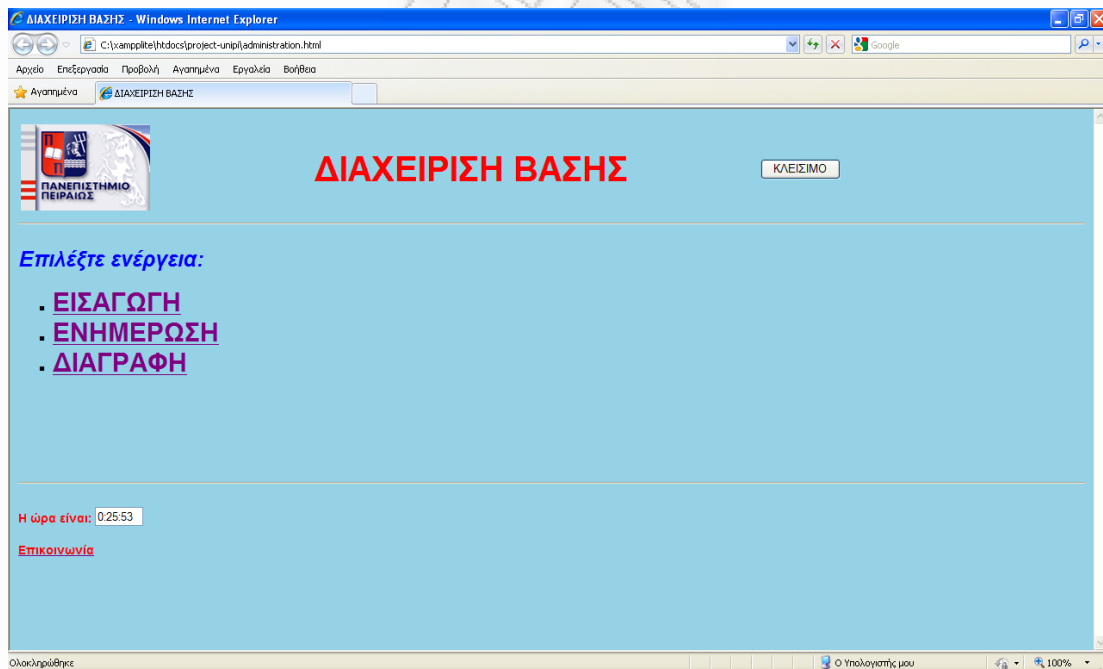 ΔΙΑΧΕΙΡΙΣΗ ΒΑΣΗΣ - Windows Internet Explorer
C:\xampplite\htdocs\project-unipi\administration.html
Google
Αρχείο Επεξεργασία Προβολή Αγαπημένα Εργαλεία Βοήθεια
Αγαπημένα ΔΙΑΧΕΙΡΙΣΗ ΒΑΣΗΣ
ΠΑΝΕΠΙΣΤΗΜΙΟ
ΠΕΙΡΑΙΩΣ
ΔΙΑΧΕΙΡΙΣΗ ΒΑΣΗΣ
ΚΛΕΙΣΙΜΟ
Επιλέξτε ενέργεια:
ΕΙΣΑΓΩΓΗ
ΕΝΗΜΕΡΩΣΗ
ΔΙΑΓΡΑΦΗ
Η ώρα είναι: 0:25:53
Επικοινωνία
Ολοκληρώθηκε Ο Υπολογιστής μου 100%